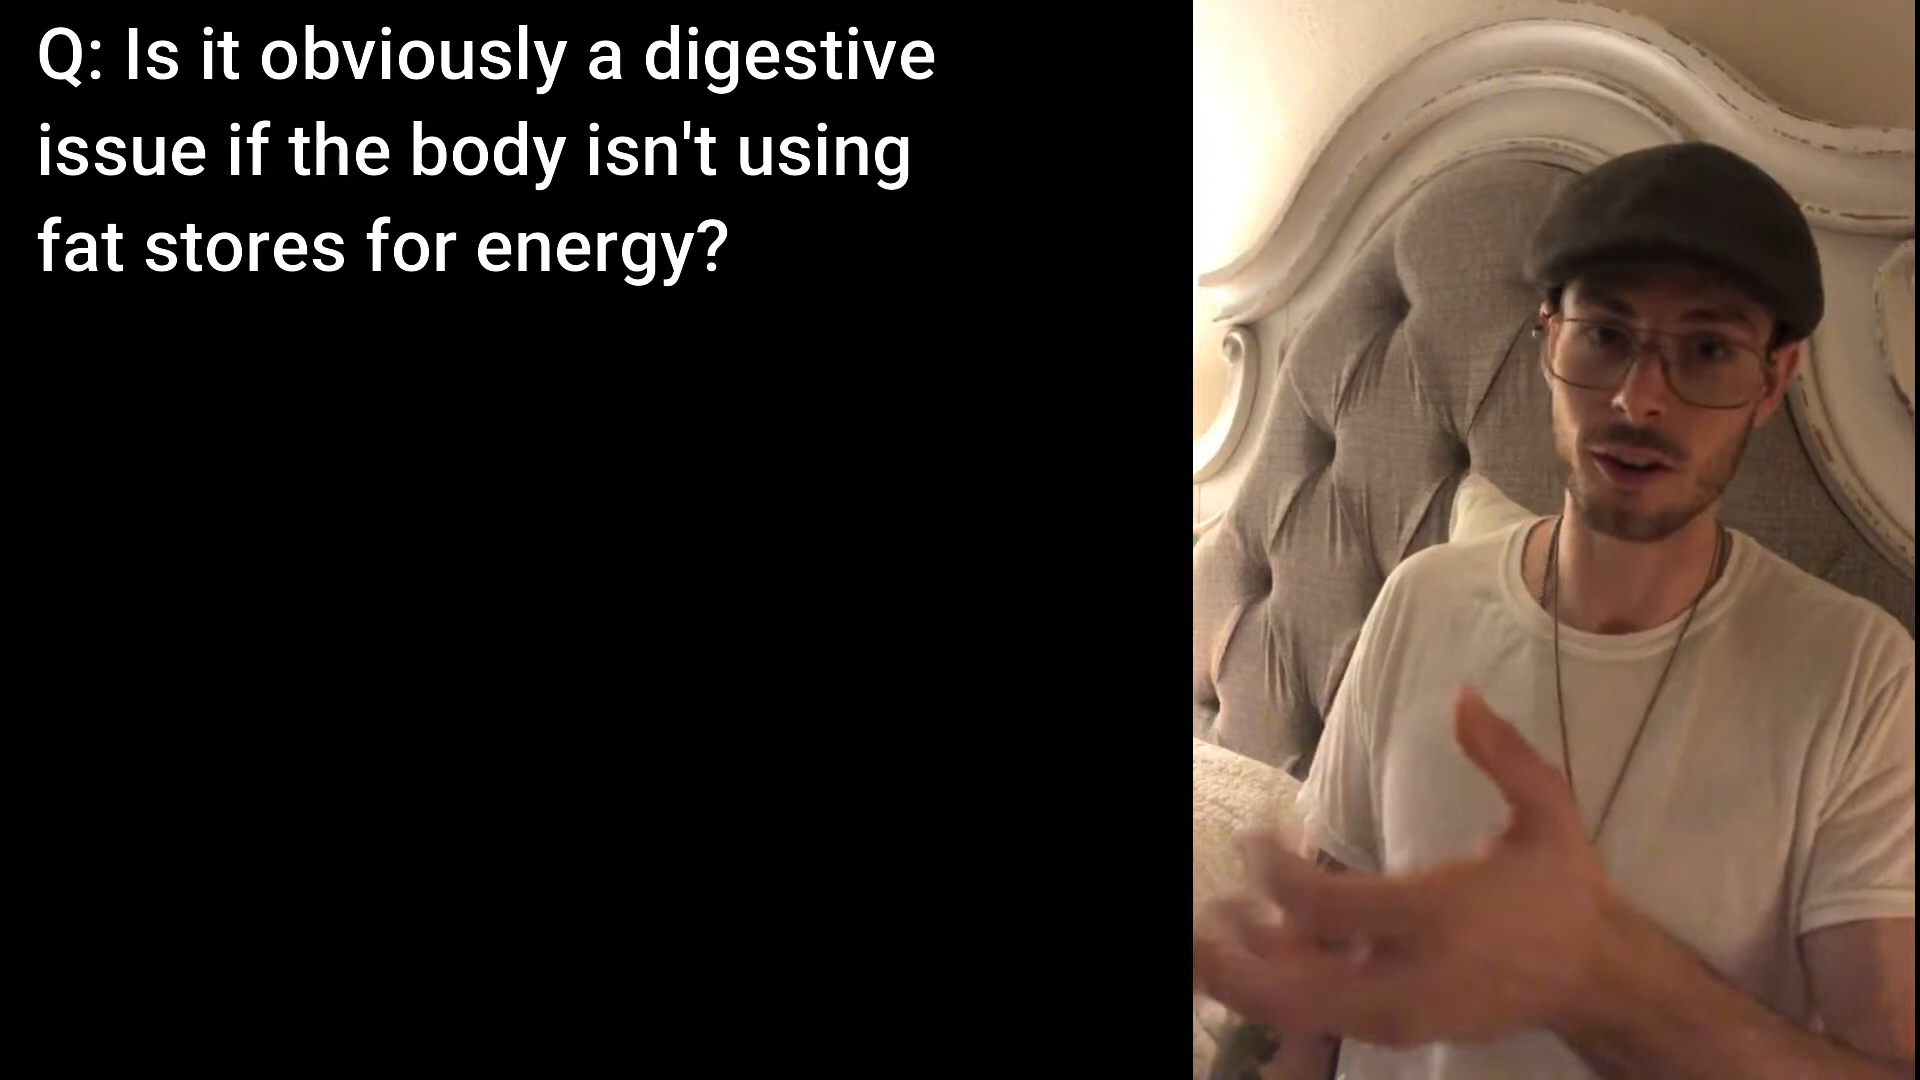 Q: Is it obviously a digestive
issue if the body isn't using
fat stores for energy?